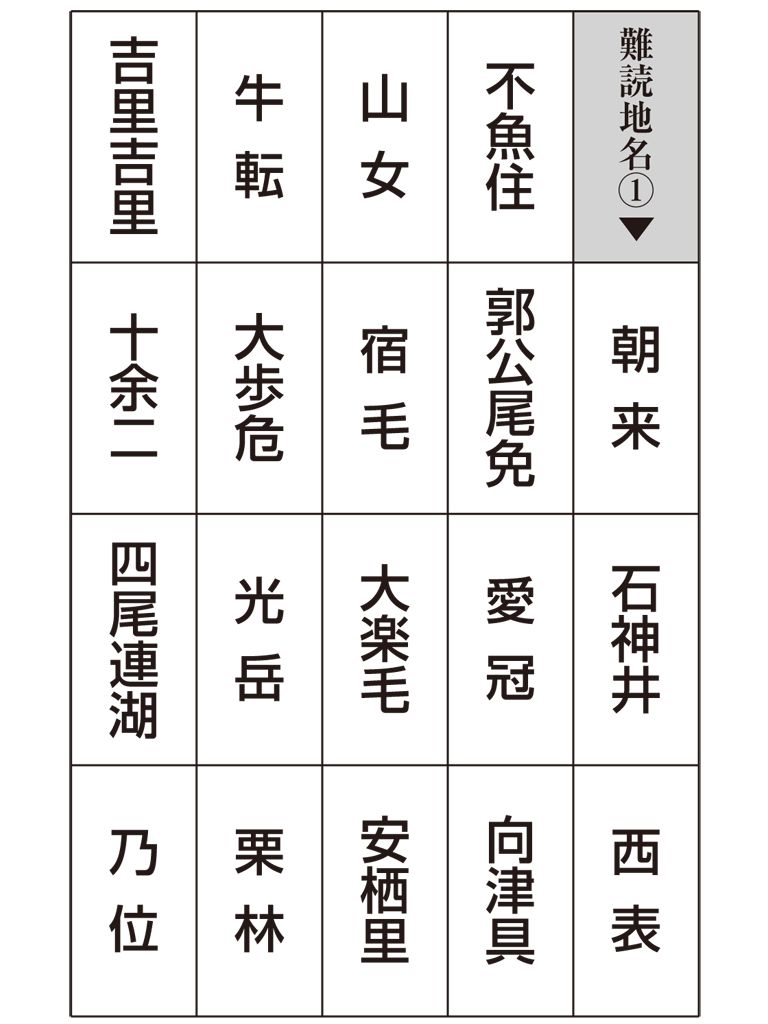 難読地名①▼
朝来
石神井
西表
不魚住
郭公尾免
愛冠
向津具
山女
宿毛
大楽毛
安栖里
牛転
大歩危
光岳
栗林
吉里吉里
十余二
四尾連湖
乃位